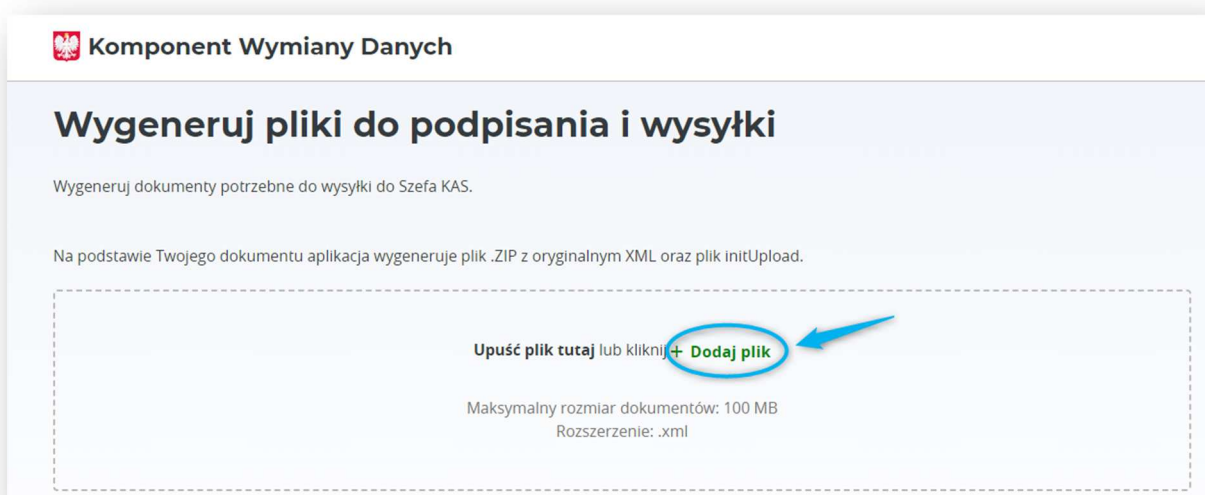 Komponent Wymiany Danych
Wygeneruj pliki do podpisania i wysyłki
Wygeneruj dokumenty potrzebne do wysyłki do Szefa KAS.
Na podstawie Twojego dokumentu aplikacja wygeneruje plik .ZIP z oryginalnym XML oraz plik initUpload.
Upuść plik tutaj lub kliknij + Dodaj plik
Maksymalny rozmiar dokumentów: 100 MB
Rozszerzenie: .xml